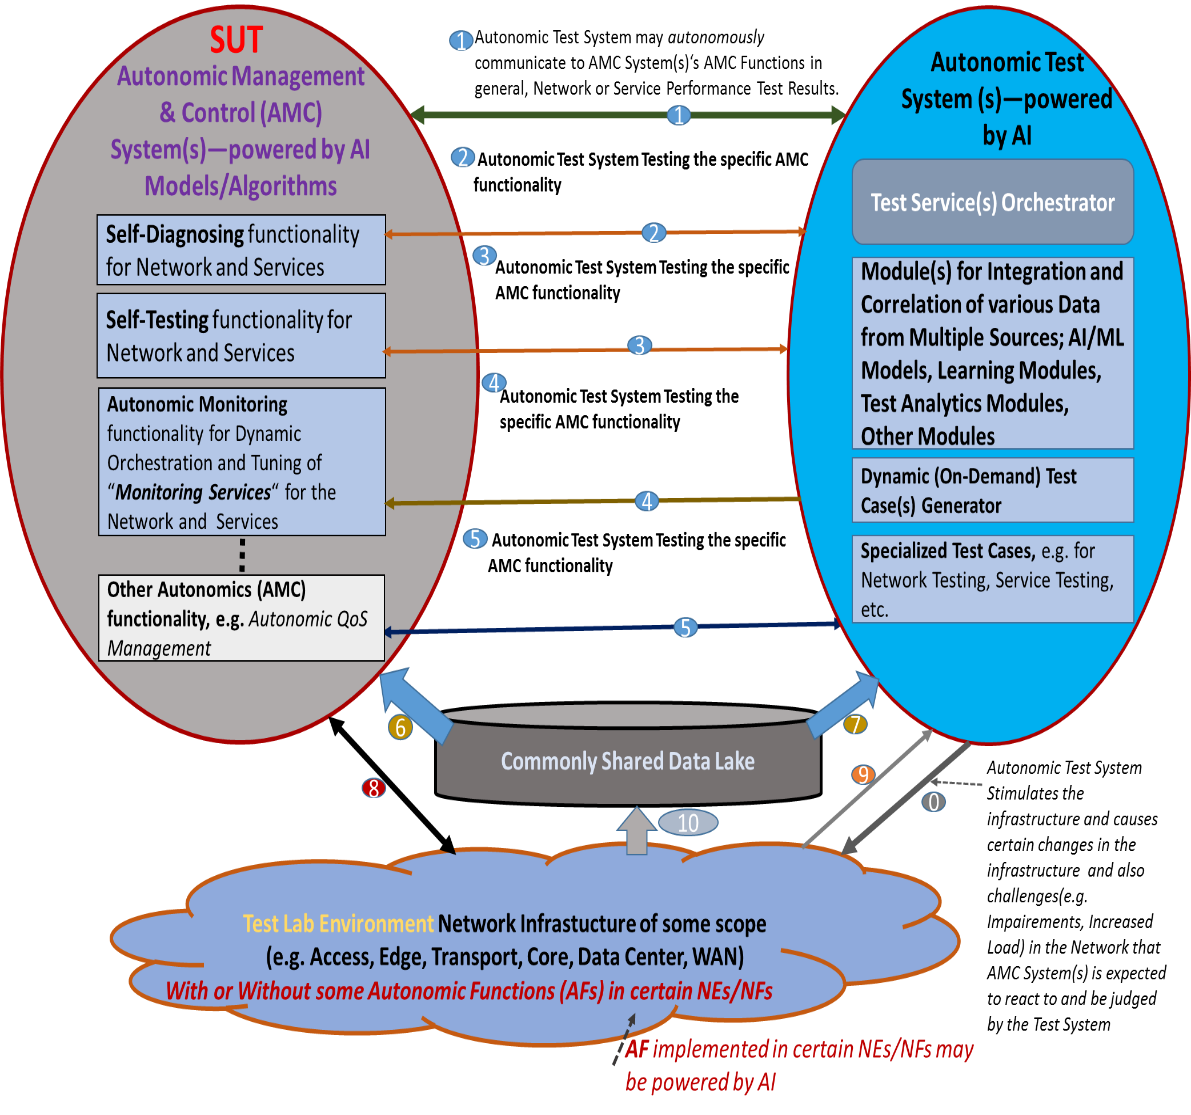 SUT
Autonomic Management
& Control (AMC)
System(s)—powered by AI
Models/Algorithms
Self-Diagnosing functionality
for Network and Services
Self-Testing functionality for
Network and Services
Autonomic Monitoring
functionality for Dynamic
Orchestration and Tuning of
“Monitoring Services“ for the
Network and Services
Other Autonomics (AMC)
functionality, e.g. Autonomic QoS
Management
1 Autonomic Test System may autonomously
communicate to AMC System(s)‘s AMC Functions in
general, Network or Service Performance Test Results.
1
2 Autonomic Test System Testing the specific AMC
functionality
2
3 Autonomic Test System Testing the specific
AMC functionality
3
4 Autonomic Test System Testing the
specific AMC functionality
4
5 Autonomic Test System Testing the specific
AMC functionality
5
Autonomic Test
System (s)—powered
by AI
Test Service(s) Orchestrator
Module(s) for Integration and
Correlation of various Data
from Multiple Sources; AI/ML
Models, Learning Modules,
Test Analytics Modules,
Other Modules
Dynamic (On-Demand) Test
Case(s) Generator
Specialized Test Cases, e.g. for
Network Testing, Service Testing,
etc.
6
7
Commonly Shared Data Lake
8
9
0
10
Autonomic Test System
Stimulates the
infrastructure and causes
certain changes in the
infrastructure and also
challenges(e.g.
Impairments, Increased
Load) in the Network that
AMC System(s) is expected
to react to and be judged
by the Test System
Test Lab Environment Network Infrastucture of some scope
(e.g. Access, Edge, Transport, Core, Data Center, WAN)
With or Without some Autonomic Functions (AFs) in certain NEs/NFs
AF implemented in certain NEs/NFs may
be powered by AI